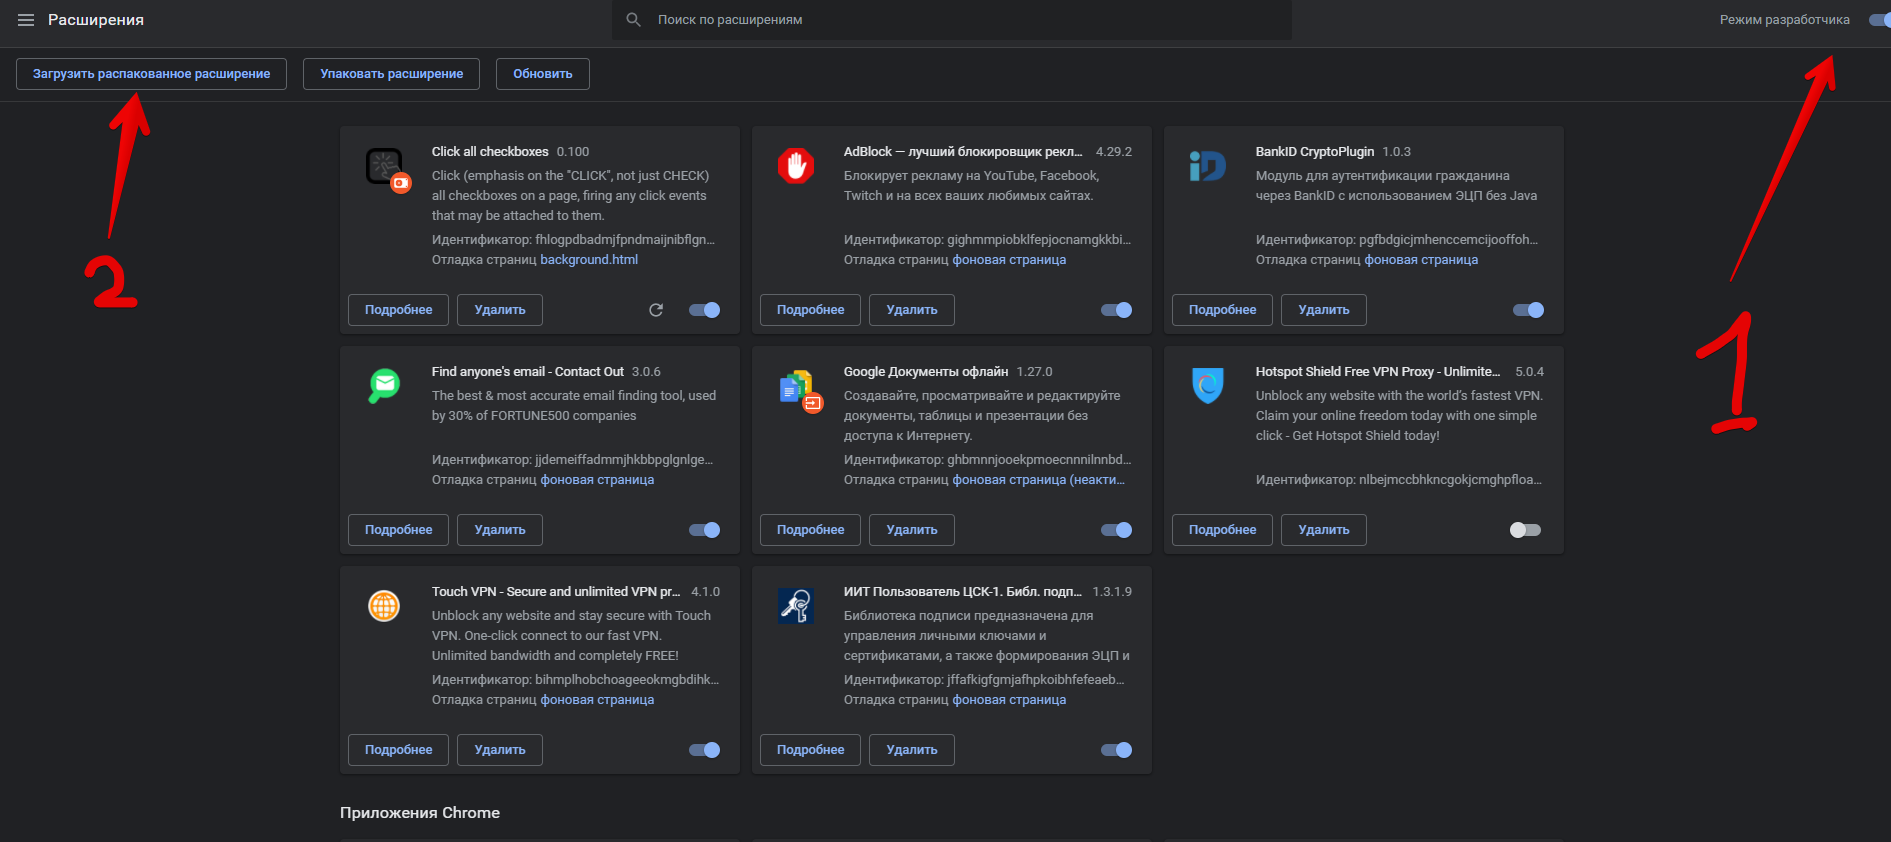 Расширения
Поиск по расширениям
Режим разработчика
Загрузить распакованное расширение
Упаковать расширение
Обновить
2
1
Click all checkboxes 0.100
Click (emphasis on the "CLICK", not just CHECK)
all checkboxes on a page, firing any click events
that may be attached to them.
Идентификатор: fhlogpdbadmjfpndmaijnibflgn...
Отладка страниц background.html
Подробнее
Удалить
AdBlock — лучший блокировщик рекл... 4.29.2
Блокирует рекламу на YouTube, Facebook,
Twitch и на всех ваших любимых сайтах.
Идентификатор: gighmmpiobklfepjocnamgkkbi...
Отладка страниц фоновая страница
Подробнее
Удалить
BankID CryptoPlugin 1.0.3
Модуль для аутентификации гражданина
через BankID с использованием ЭЦП без Java
Идентификатор: pgfbdgicjmhenccemcijooffoh...
Отладка страниц фоновая страница
Подробнее
Удалить
Find anyone's email - Contact Out 3.0.6
The best & most accurate email finding tool, used
by 30% of FORTUNE500 companies
Идентификатор: jjdemeiffadmmjhkbbpglgnlge...
Отладка страниц фоновая страница
Подробнее
Удалить
Google Документы офлайн 1.27.0
Создавайте, просматривайте и редактируйте
документы, таблицы и презентации без
доступа к Интернету.
Идентификатор: ghbmnnjooekpmoecnnnilnnbd...
Отладка страниц фоновая страница (неакти...
Подробнее
Удалить
Hotspot Shield Free VPN Proxy - Unlimite... 5.0.4
Unblock any website with the world's fastest VPN.
Claim your online freedom today with one simple
click - Get Hotspot Shield today!
Идентификатор: nlbejmccbhkncgokjcmghpfloa...
Подробнее
Удалить
Touch VPN - Secure and unlimited VPN pr... 4.1.0
Unblock any website and stay secure with Touch
VPN. One-click connect to our fast VPN.
Unlimited bandwidth and completely FREE!
Идентификатор: bihmplhobchoageeokmgbdihk...
Отладка страниц фоновая страница
Подробнее
Удалить
ИИТ Пользователь ЦСК-1. Библ. подп... 1.3.1.9
Библиотека подписи предназначена для
управления личными ключами и
сертификатами, а также формирования ЭЦП и
Идентификатор: jffafkigfgmjafhpkoibhfefeaeb...
Отладка страниц фоновая страница
Подробнее
Удалить
Приложения Chrome